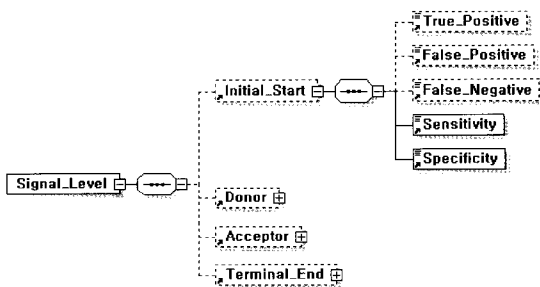 True_Positive
False_Positive
Initial_Start
False_Negative
Sensitivity
Specificity
Signal_Level
Donor
Acceptor
Terminal_End